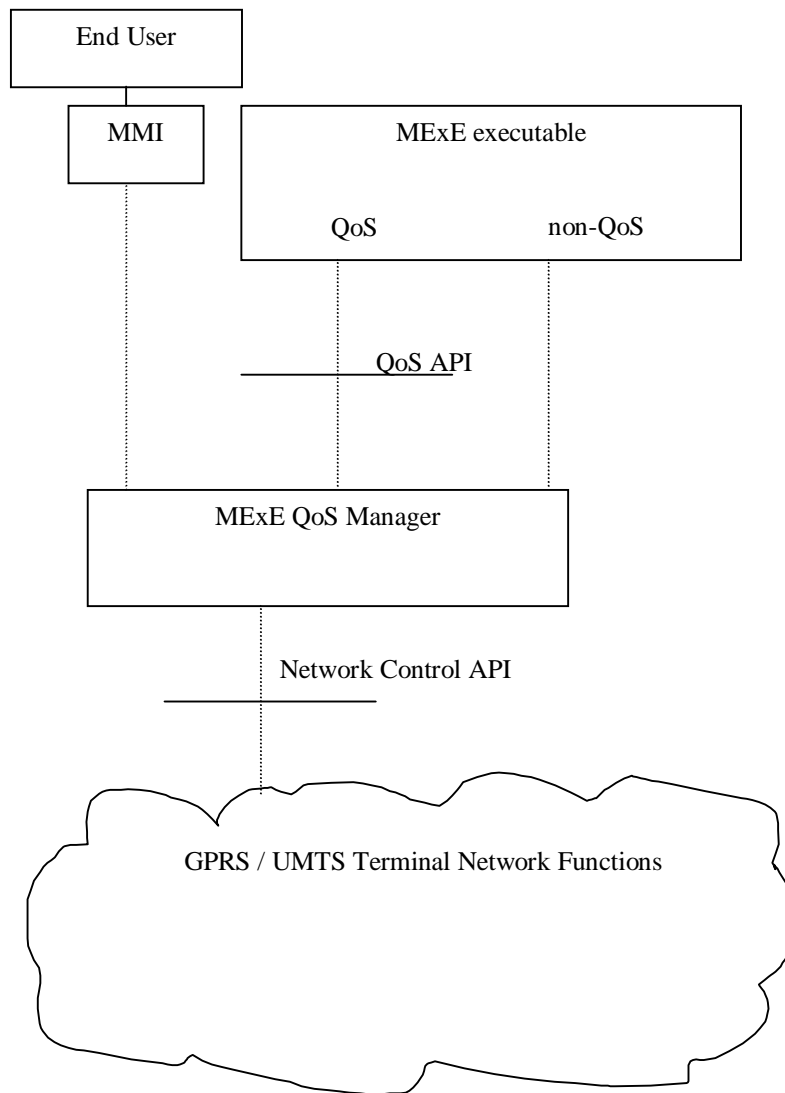 End User
MMI
MExE executable
QoS
non-QoS
QoS API
MExE QoS Manager
Network Control API
GPRS / UMTS Terminal Network Functions